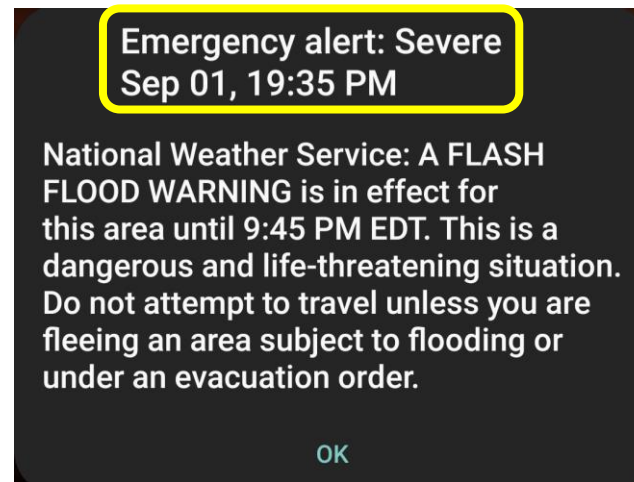 Emergency alert: Severe
Sep 01, 19:35 PM
National Weather Service: A FLASH
FLOOD WARNING is in effect for
this area until 9:45 PM EDT. This is a
dangerous and life-threatening situation.
Do not attempt to travel unless you are
fleeing an area subject to flooding or
under an evacuation order.
OK